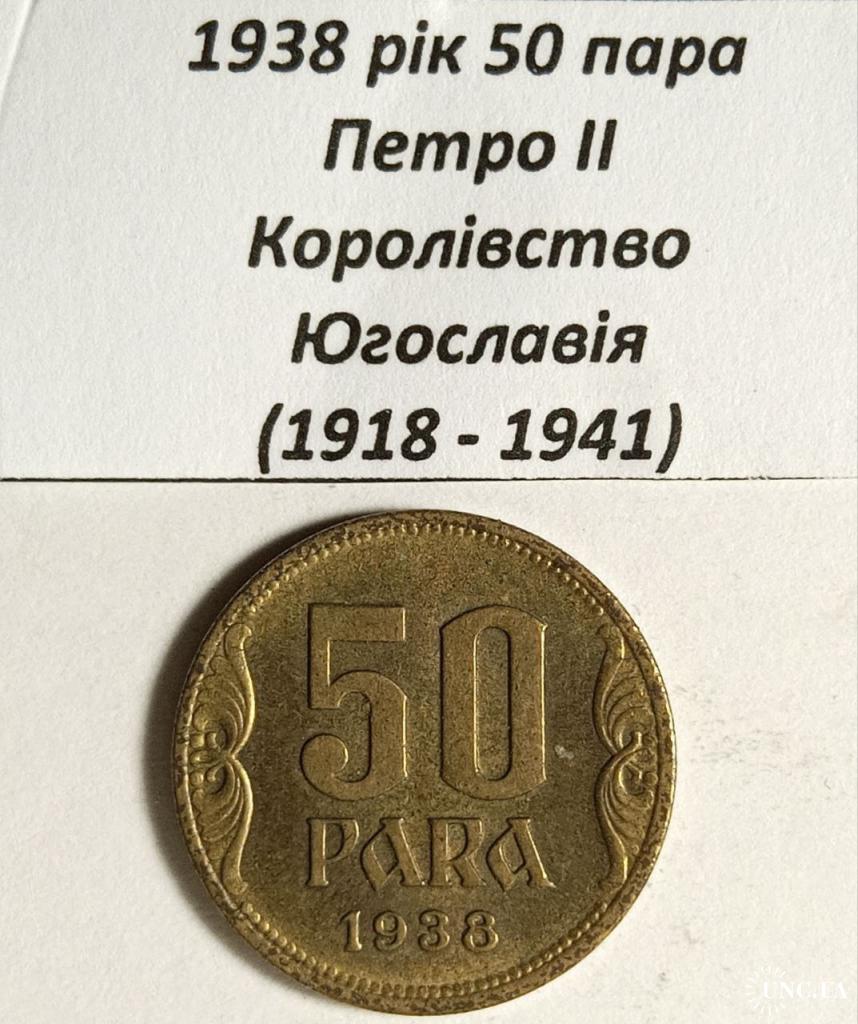 1938 рік 50 пара
Петро II
Королівство
Югославія
(1918 - 1941)
50
PARA
1938
UNC.UA